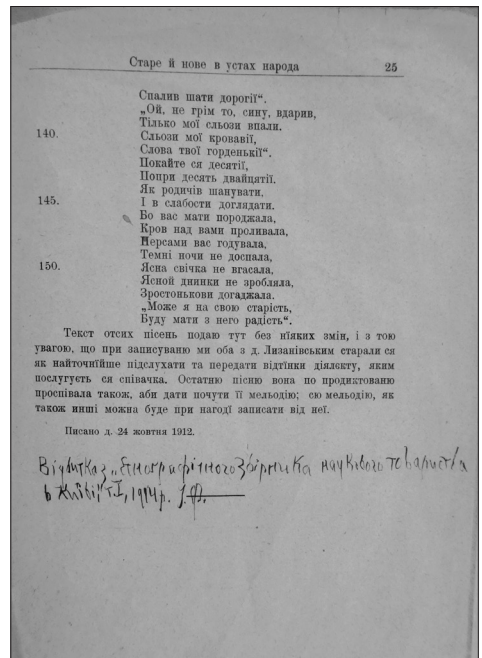 Старе й нове в устах народа 25
Спалив шати дорогії“.
„Ой, не грім то, сину, вдарив,
Тілько мої сльози впали.
140. Сльози мої кровавії,
Слова твої горденькії“.
Покайте ся десятії,
Попри десять двайцятії.
Як родичів шанувати.
145. І в слабости доглядати.
Бо вас мати породжала,
Кров над вами проливала,
Персами вас годувала,
Темні ночи не доспала,
150. Ясна свічка не вгасала,
Ясной днинки не зробляла,
Зростонькови догаджала.
„Може я на свою старість,
Буду мати з него радість“.
Текст отсих пісень подаю тут без ніяких змін, і з тою
увагою, що при записуваню ми оба з д. Лизанівським старали ся
як найточнійше підслухати та передати відтінки діялєкту, яким
послугуєть ся співачка. Остатню пісню вона по продиктованю
проспівала також, аби дати почути її мельодію; сю мельодію, як
також инші можна буде при нагоді записати від неї.
Писано д. 24 жовтня 1912.
Відбитка з „Етнографічного збірника наукового товариства
в Київі“ т. I, 1914 р. І. Ф.